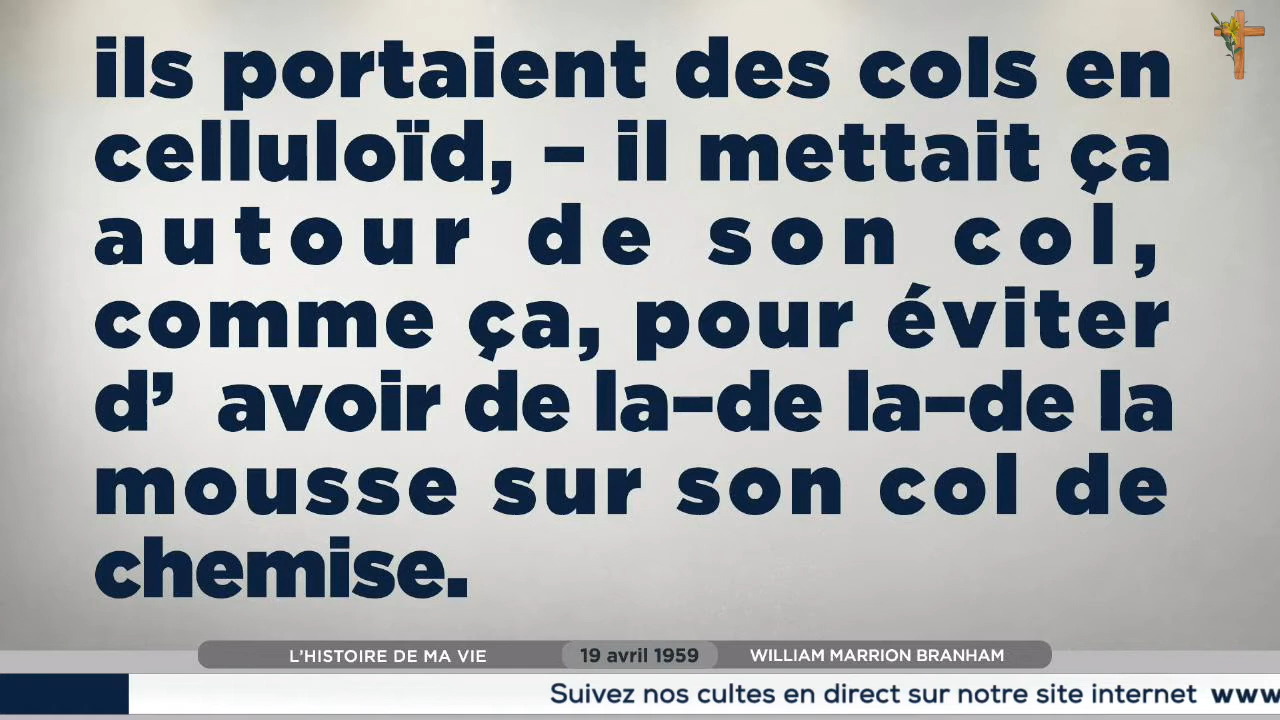 ils portaient des cols en
celluloïd, – il mettait ça
autour de son col,
comme ça, pour éviter
d’ avoir de la–de la–de la
mousse sur son col de
chemise.
L’HISTOIRE DE MA VIE 19 avril 1959 WILLIAM MARRION BRANHAM
Suivez nos cultes en direct sur notre site internet www